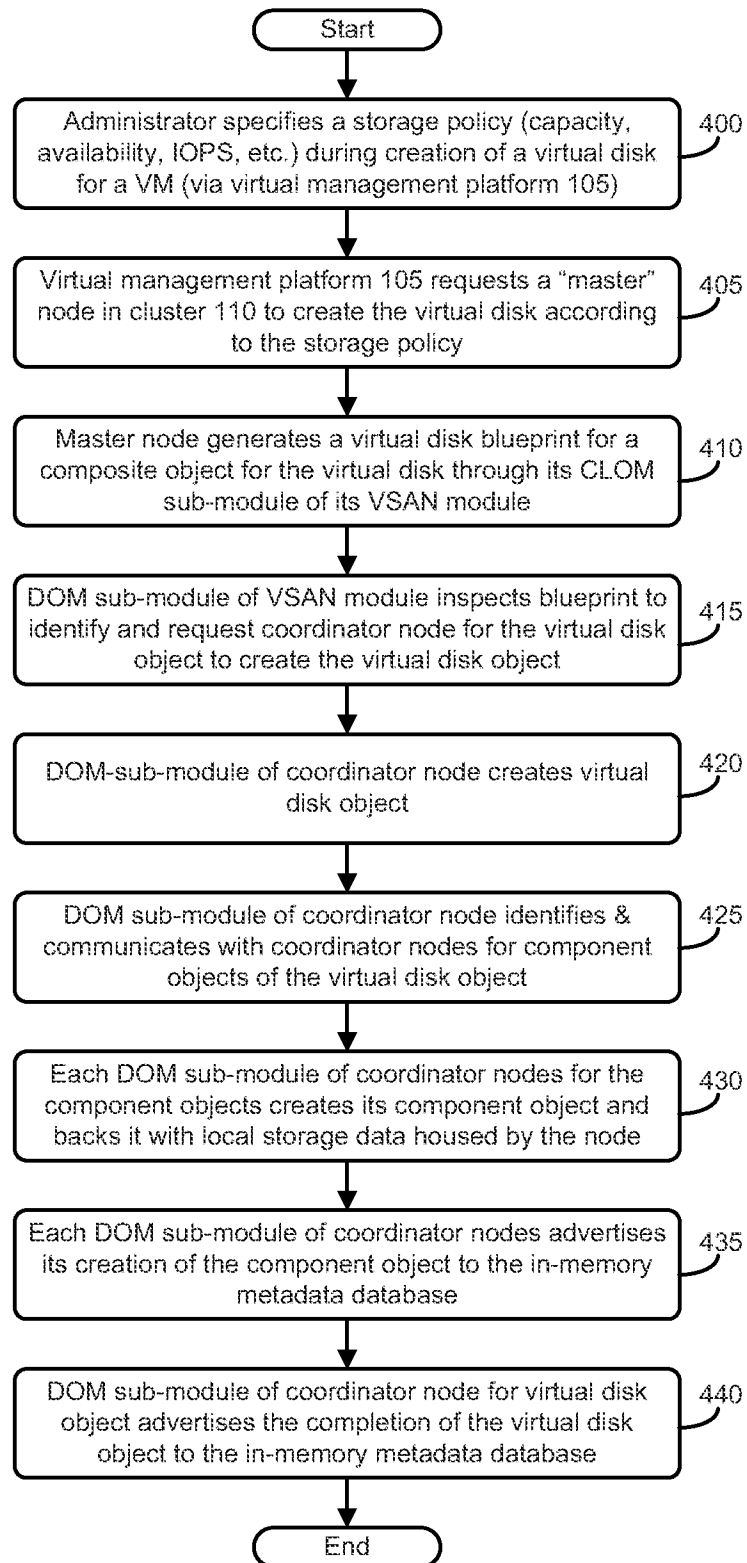 Start
Administrator specifies a storage policy (capacity,
availability, IOPS, etc.) during creation of a virtual disk
for a VM (via virtual management platform 105)
400
Virtual management platform 105 requests a “master”
node in cluster 110 to create the virtual disk according
to the storage policy
405
Master node generates a virtual disk blueprint for a
composite object for the virtual disk through its CLOM
sub-module of its VSAN module
410
DOM sub-module of VSAN module inspects blueprint to
identify and request coordinator node for the virtual disk
object to create the virtual disk object
415
DOM-sub-module of coordinator node creates virtual
disk object
420
DOM sub-module of coordinator node identifies &
communicates with coordinator nodes for component
objects of the virtual disk object
425
Each DOM sub-module of coordinator nodes for the
component objects creates its component object and
backs it with local storage data housed by the node
430
Each DOM sub-module of coordinator nodes advertises
its creation of the component object to the in-memory
metadata database
435
DOM sub-module of coordinator node for virtual disk
object advertises the completion of the virtual disk
object to the in-memory metadata database
440
End